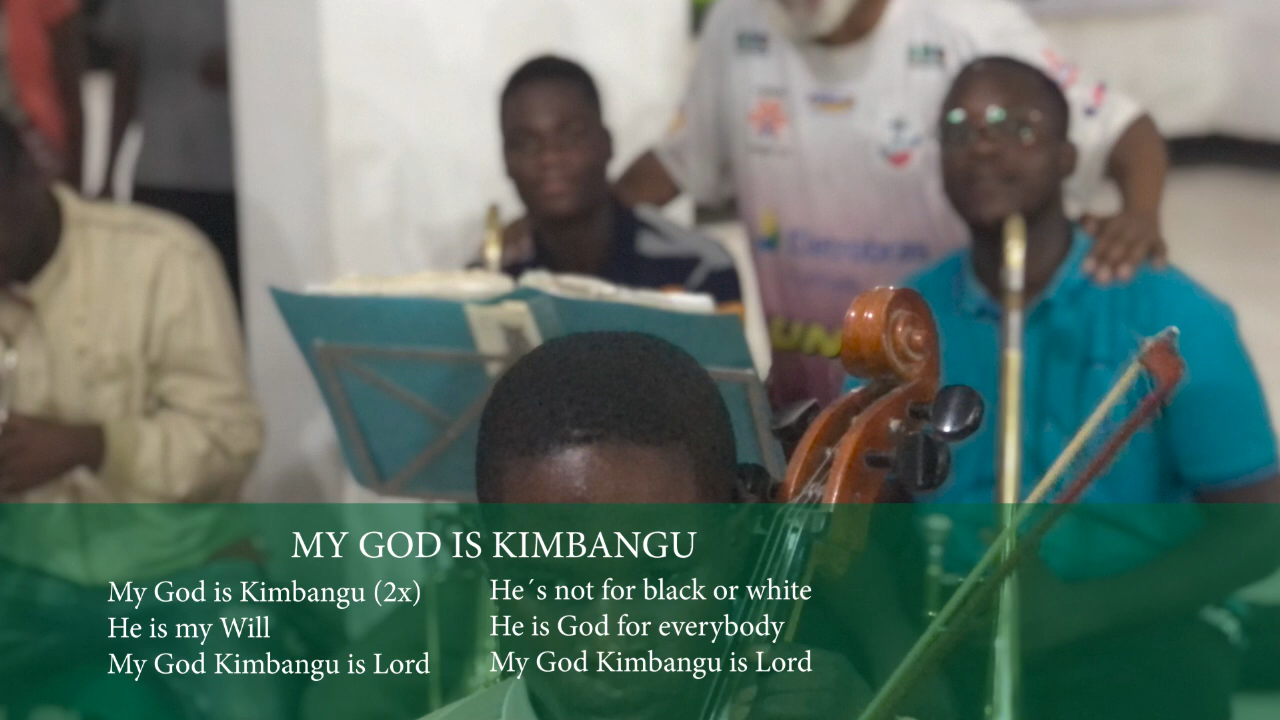 MY GOD IS KIMBANGU
My God is Kimbangu (2x)
He is my Will
My God Kimbangu is Lord
He´s not for black or white
He is God for everybody
My God Kimbangu is Lord